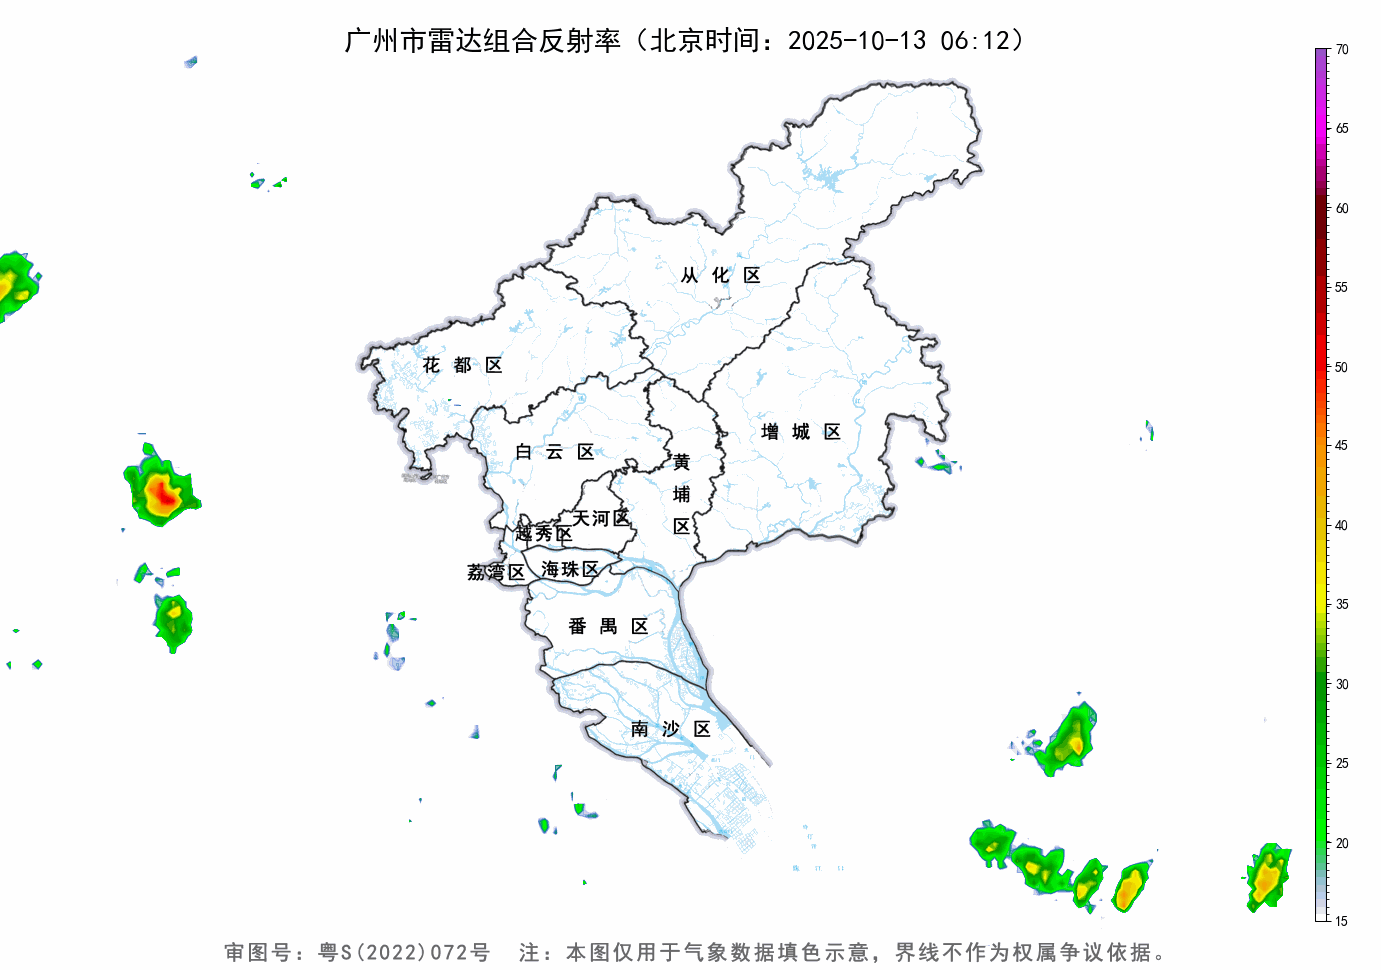 广州市雷达组合反射率（北京时间：2025-10-13 06:12）
70
65
60
55
50
45
40
35
30
25
20
15
从化区
花都区
增城区
白云区
黄埔区
天河区
越秀区
荔湾区
海珠区
番禺区
南沙区
审图号：粤S(2022)072号 注：本图仅用于气象数据填色示意，界线不作为权属争议依据。